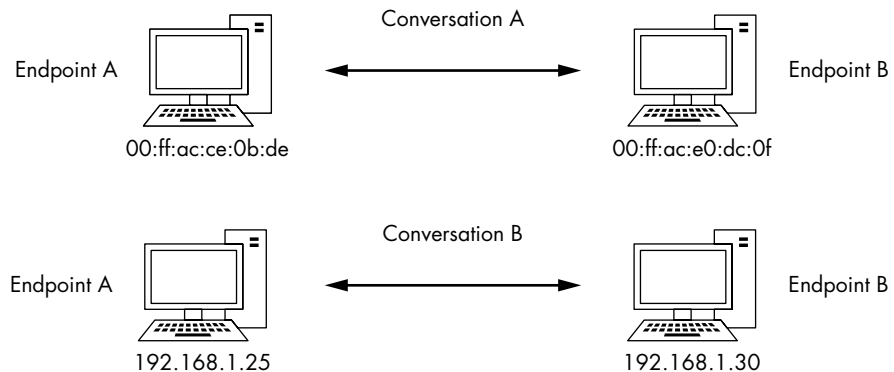 Conversation A
Endpoint A
Endpoint B
00:ff:ac:ce:0b:de
00:ff:ac:e0:dc:0f
Conversation B
Endpoint A
Endpoint B
192.168.1.25
192.168.1.30